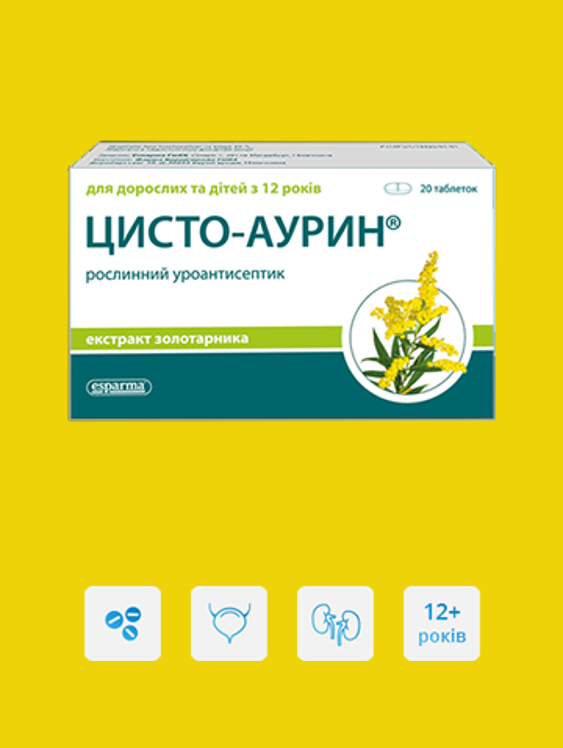 для дорослих та дітей з 12 років
20 таблеток
ЦИСТО-АУРИН®
рослинний уроантисептик
екстракт золотарника
esparma
12+
років